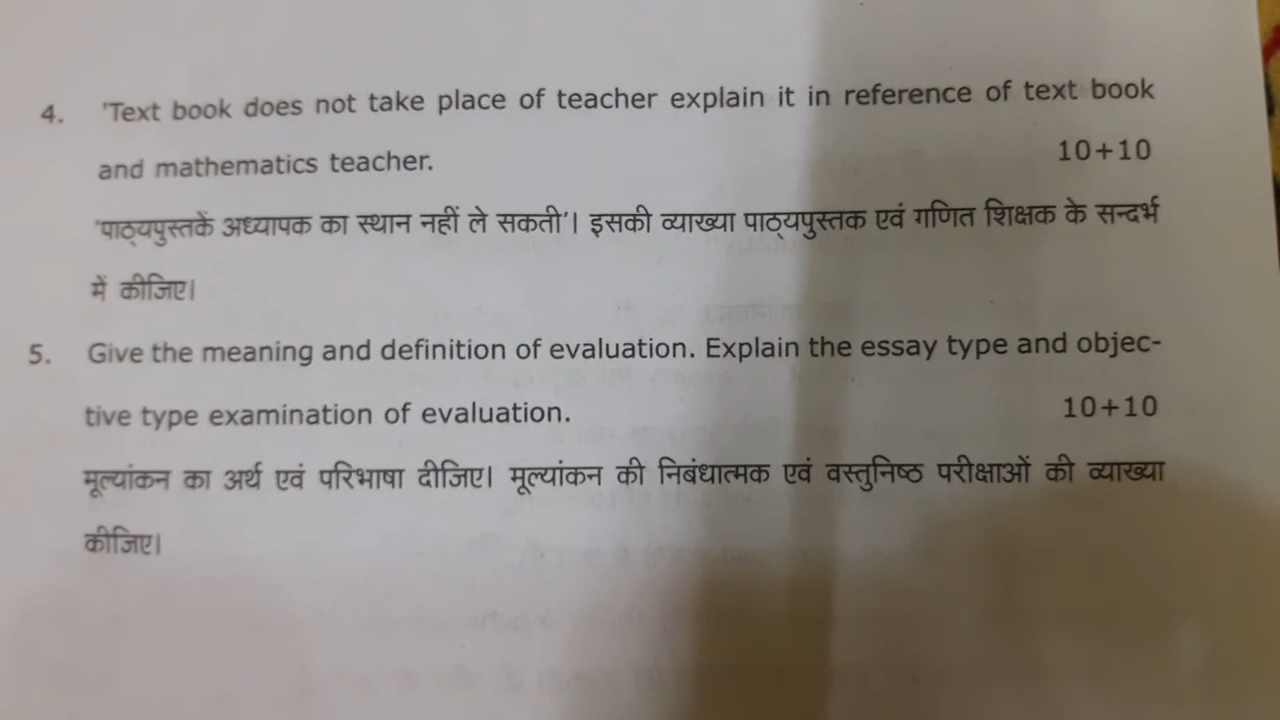 4. 'Text book does not take place of teacher explain it in reference of text book
and mathematics teacher. 10+10
'पाठ्यपुस्तकें अध्यापक का स्थान नहीं ले सकती'। इसकी व्याख्या पाठ्यपुस्तक एवं गणित शिक्षक के सन्दर्भ
में कीजिए।
5. Give the meaning and definition of evaluation. Explain the essay type and objec-
tive type examination of evaluation. 10+10
मूल्यांकन का अर्थ एवं परिभाषा दीजिए। मूल्यांकन की निबंधात्मक एवं वस्तुनिष्ठ परीक्षाओं की व्याख्या
कीजिए।